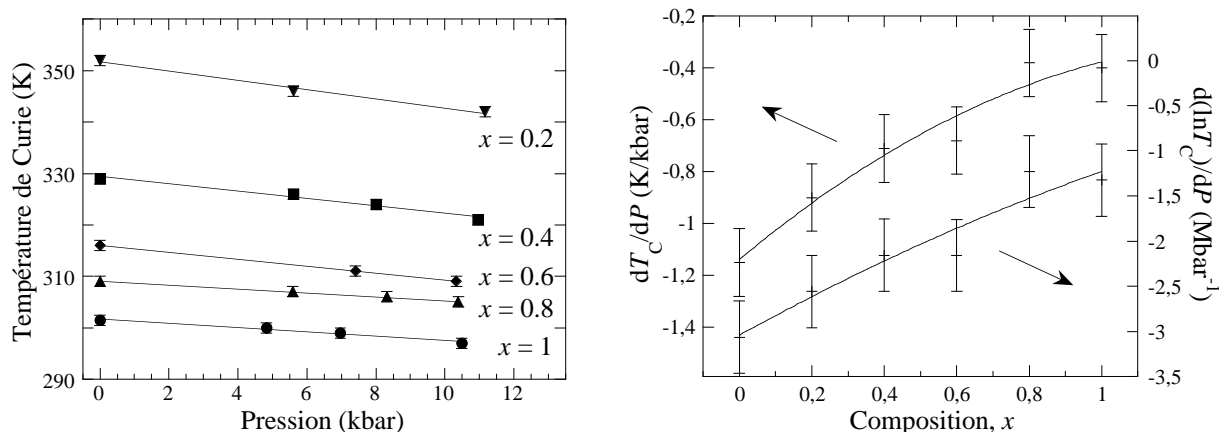 Température de Curie (K)
350
330
310
290
x = 0.2
x = 0.4
x = 0.6
x = 0.8
x = 1
0 2 4 6 8 10 12
Pression (kbar)
dT_C/dP (K/kbar)
-0,2
-0,4
-0,6
-0,8
-1
-1,2
-1,4
0
-0,5
-1
-1,5
-2
-2,5
-3
-3,5
d(lnT_C)/dP (Mbar⁻¹)
0 0,2 0,4 0,6 0,8 1
Composition, x